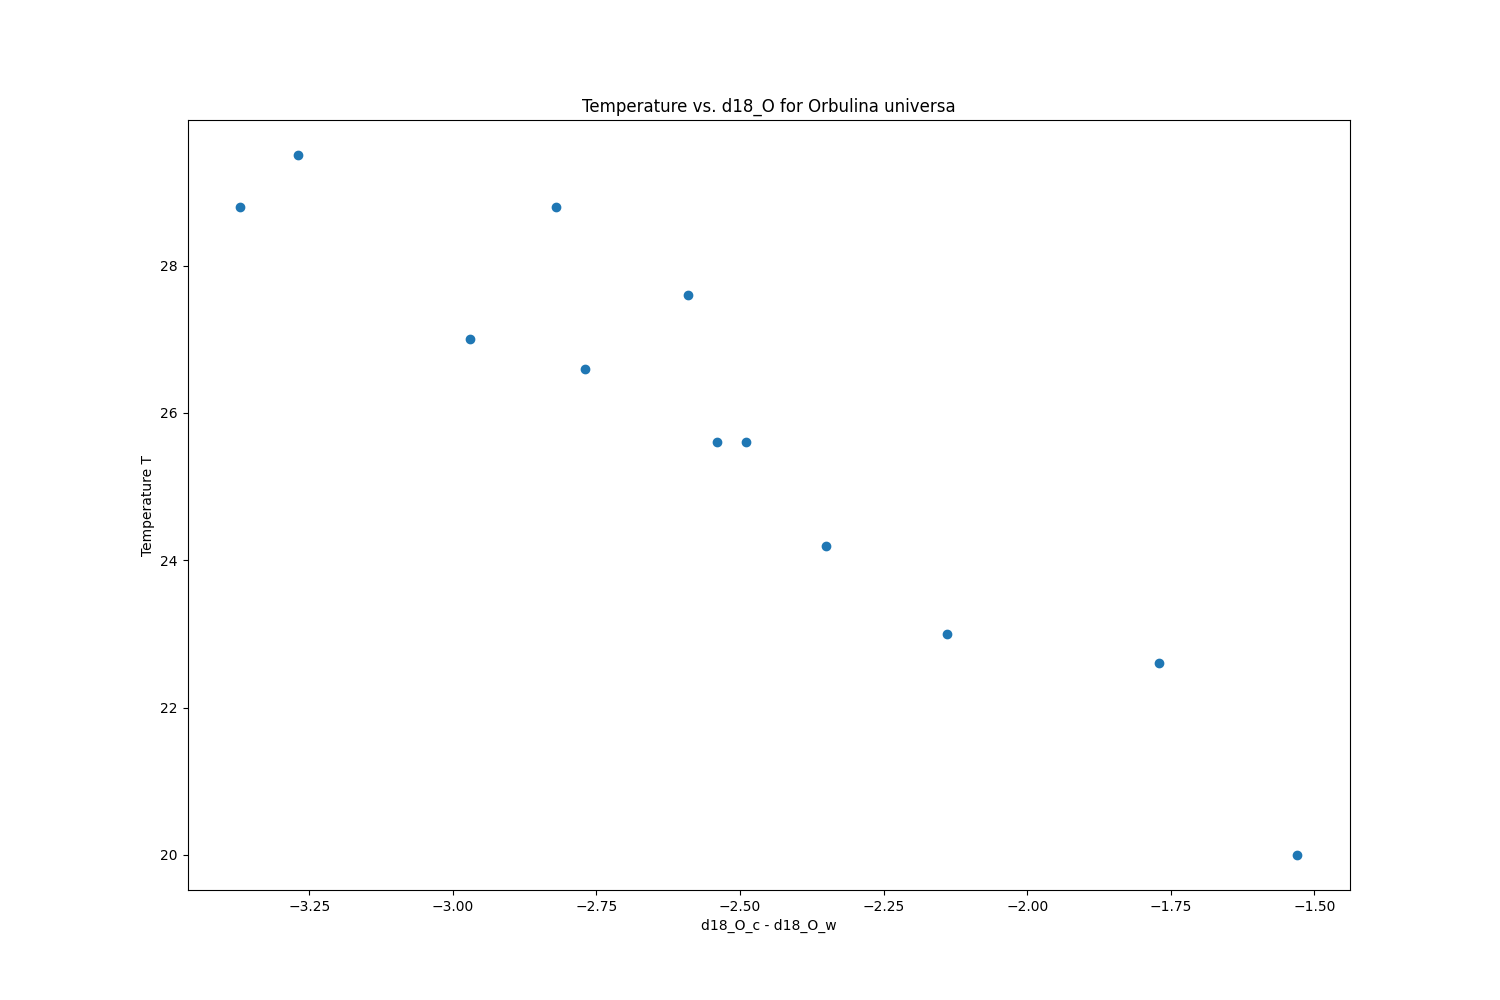 Temperature vs. d18_O for Orbulina universa
Temperature T
28
26
24
22
20
−3.25 −3.00 −2.75 −2.50 −2.25 −2.00 −1.75 −1.50
d18_O_c - d18_O_w